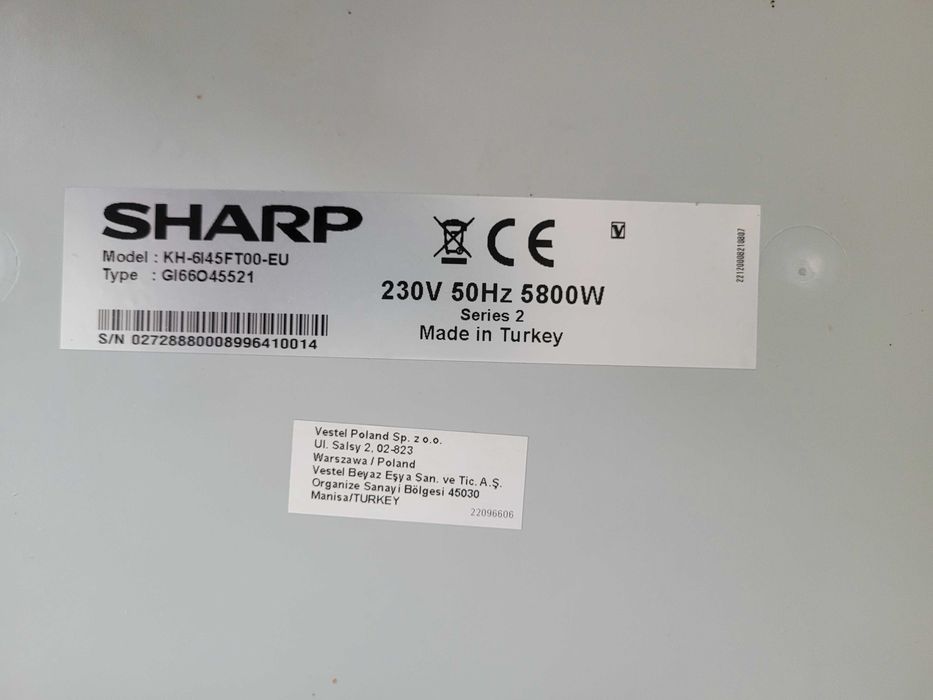 SHARP
Model : KH-6I45FT00-EU
Type : GI66O45521
S/N 02728880008996410014
CE
230V 50Hz 5800W
Series 2
Made in Turkey
V
22120008210807
Vestel Poland Sp. z o.o.
Ul. Salsy 2, 02-823
Warszawa / Poland
Vestel Beyaz Eşya San. ve Tic. A.Ş.
Organize Sanayi Bölgesi 45030
Manisa/TURKEY
22096606